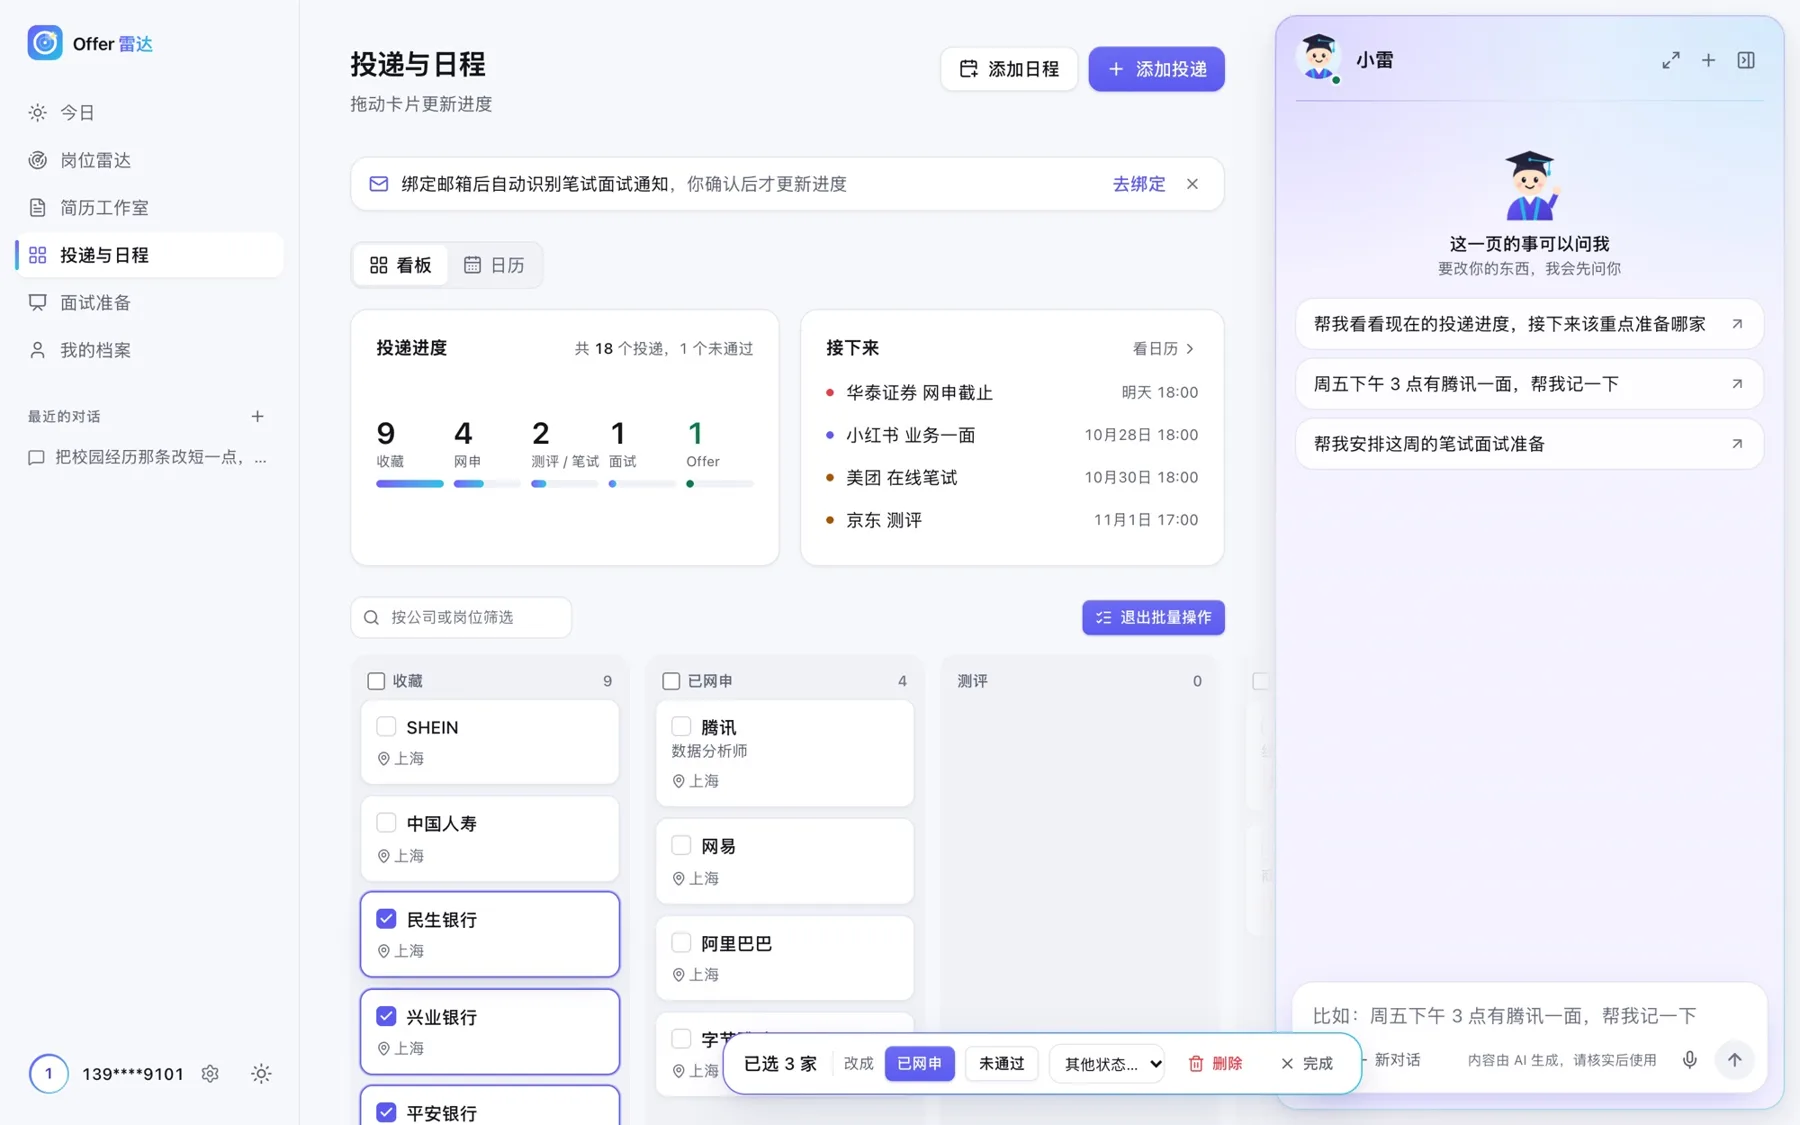 Offer 雷达
今日
岗位雷达
简历工作室
投递与日程
面试准备
我的档案
最近的对话
把校园经历那条改短一点，...
1
139****9101
投递与日程
拖动卡片更新进度
添加日程
添加投递
绑定邮箱后自动识别笔试面试通知，你确认后才更新进度
去绑定
看板
日历
投递进度
共 18 个投递，1 个未通过
9
收藏
4
网申
2
测评 / 笔试
1
面试
1
Offer
接下来
看日历
华泰证券 网申截止
明天 18:00
小红书 业务一面
10月28日 18:00
美团 在线笔试
10月30日 18:00
京东 测评
11月1日 17:00
按公司或岗位筛选
退出批量操作
收藏
9
SHEIN
上海
中国人寿
上海
民生银行
上海
兴业银行
上海
平安银行
已网申
4
腾讯
数据分析师
上海
网易
上海
阿里巴巴
上海
字节
上海
测评
0
已选 3 家
改成
已网申
未通过
其他状态...
删除
完成
小雷
这一页的事可以问我
要改你的东西，我会先问你
帮我看看现在的投递进度，接下来该重点准备哪家
周五下午 3 点有腾讯一面，帮我记一下
帮我安排这周的笔试面试准备
比如：周五下午 3 点有腾讯一面，帮我记一下
新对话
内容由 AI 生成，请核实后使用